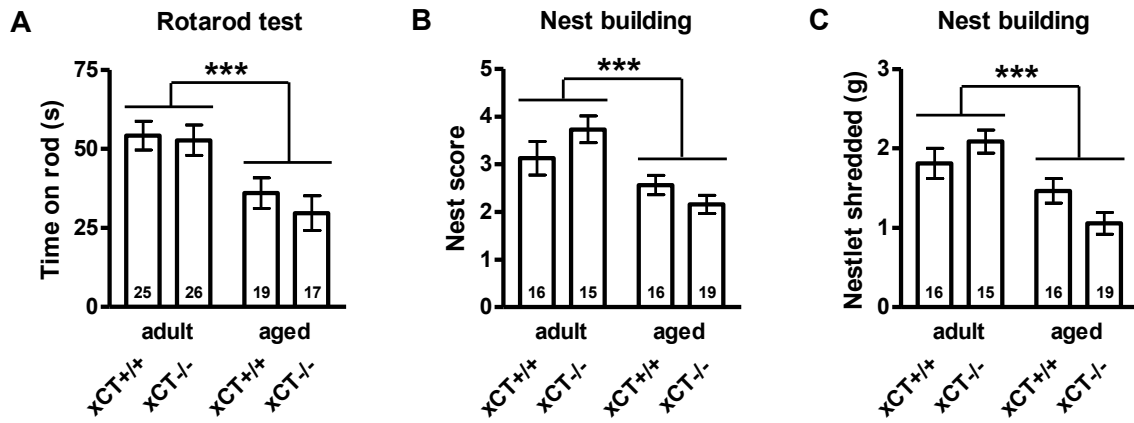 A
Rotarod test
***
Time on rod (s)
75
50
25
0
25
26
19
17
adult
aged
xCT+/+
xCT-/-
xCT+/+
xCT-/-
B
Nest building
***
Nest score
5
4
3
2
1
0
16
15
16
19
adult
aged
xCT+/+
xCT-/-
xCT+/+
xCT-/-
C
Nest building
***
Nestlet shredded (g)
3
2
1
0
16
15
16
19
adult
aged
xCT+/+
xCT-/-
xCT+/+
xCT-/-